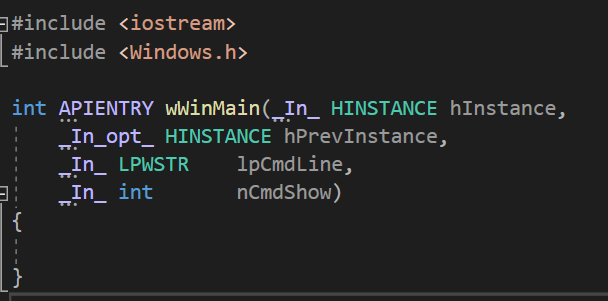 #include <iostream>
#include <Windows.h>
int APIENTRY wWinMain(_In_ HINSTANCE hInstance,
_In_opt_ HINSTANCE hPrevInstance,
_In_ LPWSTR lpCmdLine,
_In_ int nCmdShow)
{
}